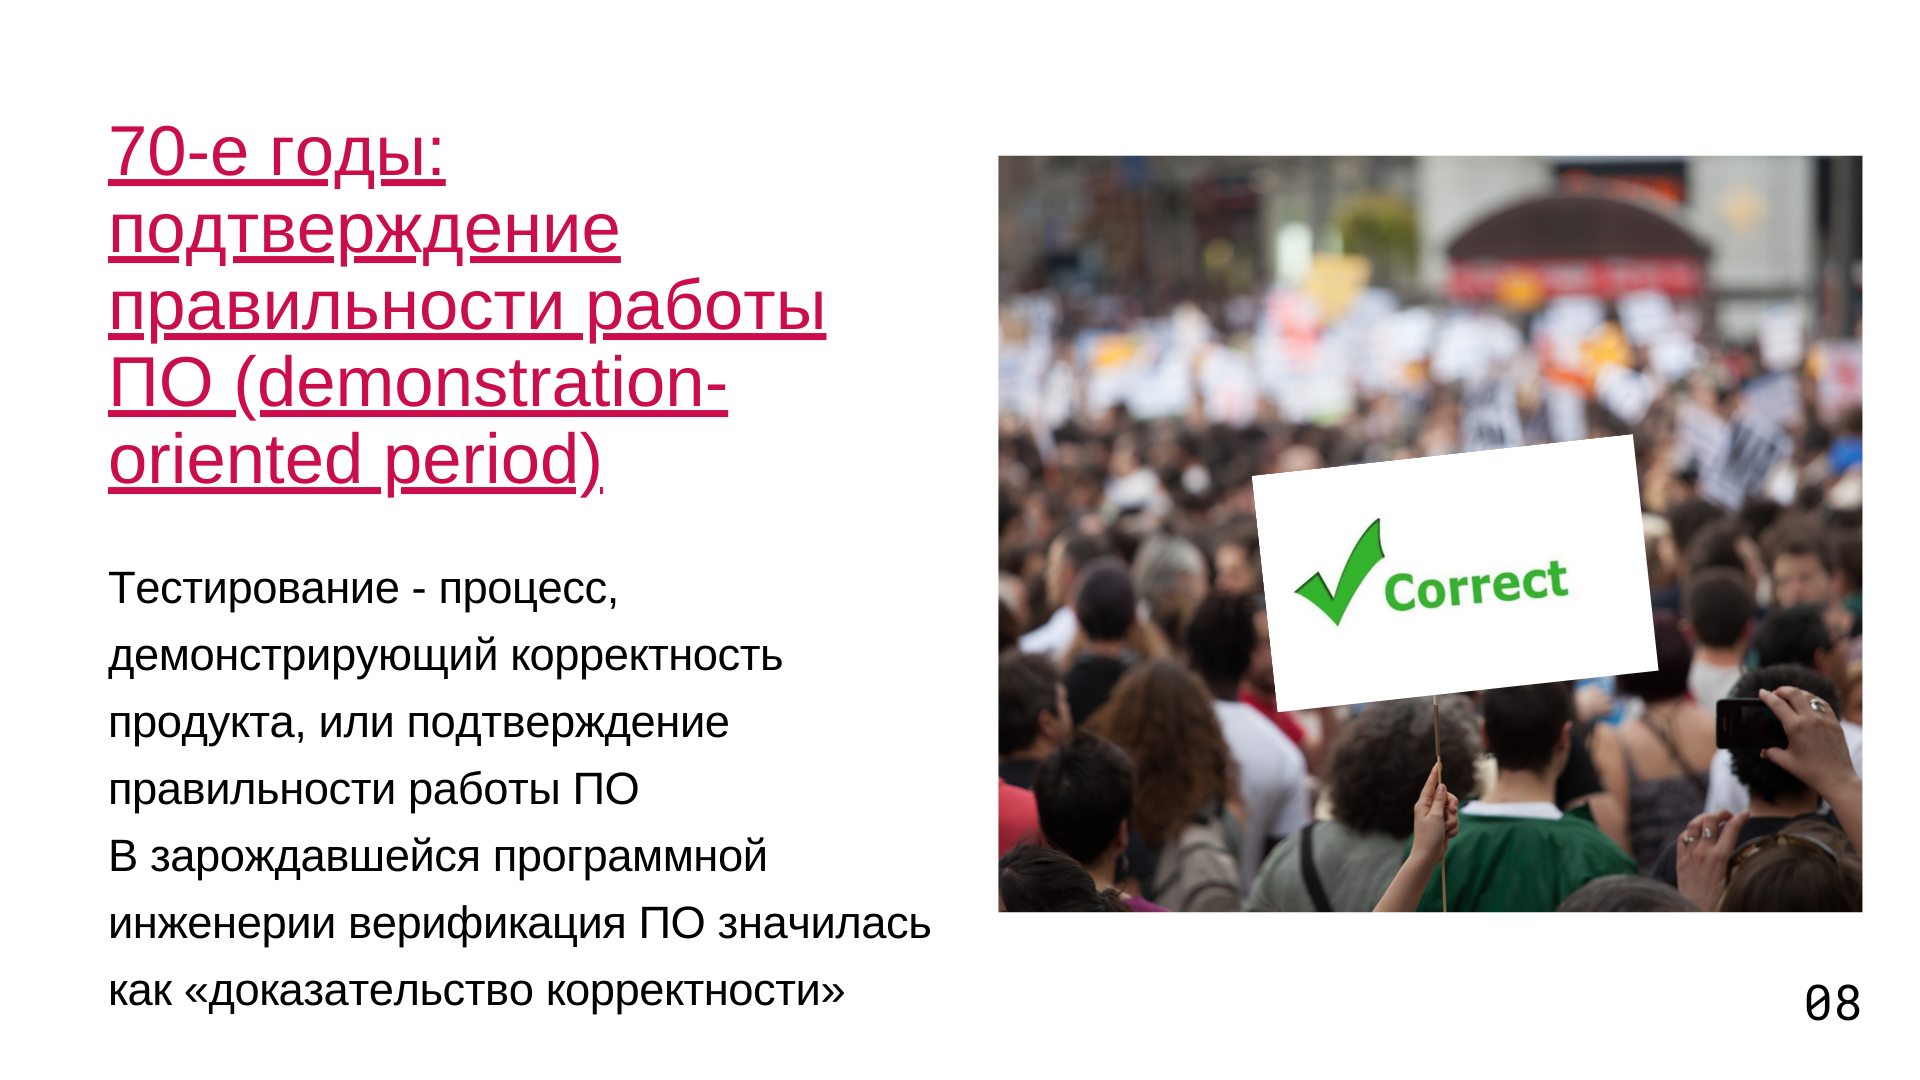 70-е годы:
подтверждение
правильности работы
ПО (demonstration-
oriented period)
Тестирование - процесс,
демонстрирующий корректность
продукта, или подтверждение
правильности работы ПО
В зарождавшейся программной
инженерии верификация ПО значилась
как «доказательство корректности»
Correct
08